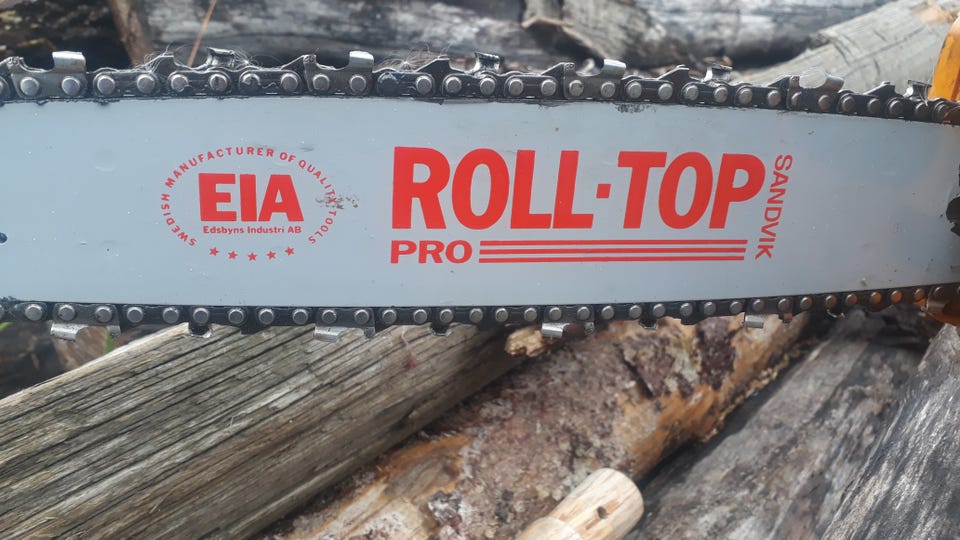 SWEDISH MANUFACTURER OF QUALITY TOOLS
EIA
Edsbyns Industri AB
ROLL·TOP
PRO
SANDVIK